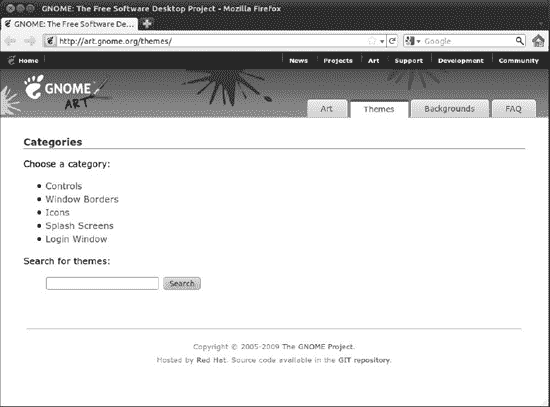 GNOME: The Free Software Desktop Project - Mozilla Firefox
GNOME: The Free Software De...
http://art.gnome.org/themes/
Google
Home
News Projects Art Support Development Community
GNOME
ART
Art Themes Backgrounds FAQ
Categories
Choose a category:
Controls
Window Borders
Icons
Splash Screens
Login Window
Search for themes:
Search
Copyright © 2005-2009 The GNOME Project.
Hosted by Red Hat. Source code available in the GIT repository.